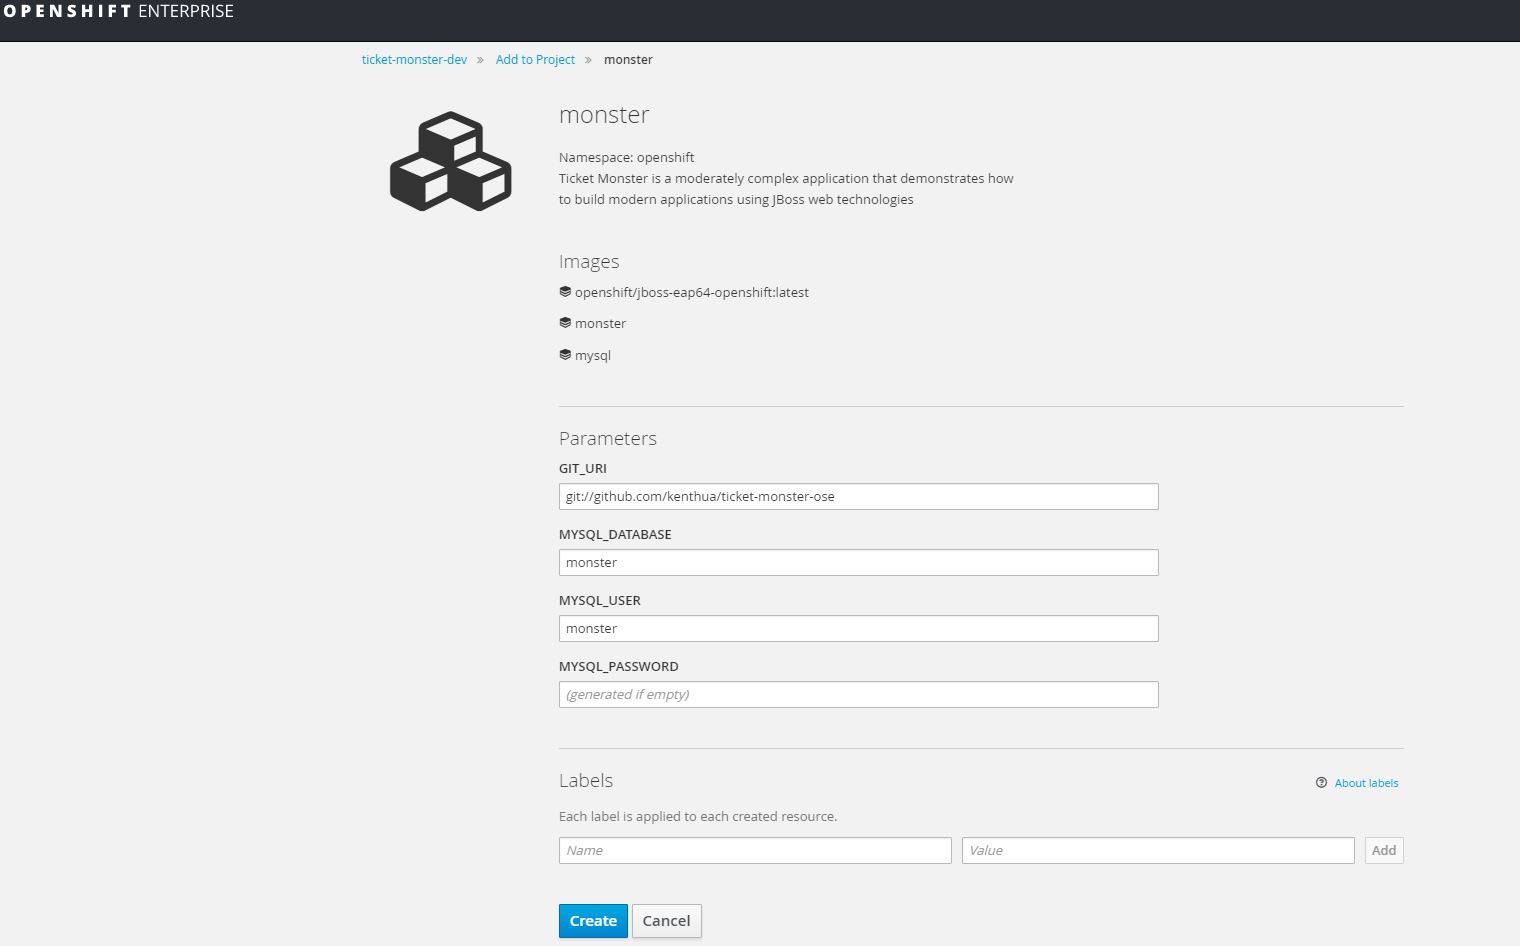 OPENSHIFT ENTERPRISE
ticket-monster-dev » Add to Project » monster
monster
Namespace: openshift
Ticket Monster is a moderately complex application that demonstrates how
to build modern applications using JBoss web technologies
Images
openshift/jboss-eap64-openshift:latest
monster
mysql
Parameters
GIT_URI
git://github.com/kenthua/ticket-monster-ose
MYSQL_DATABASE
monster
MYSQL_USER
monster
MYSQL_PASSWORD
(generated if empty)
Labels
About labels
Each label is applied to each created resource.
Name Value Add
Create Cancel